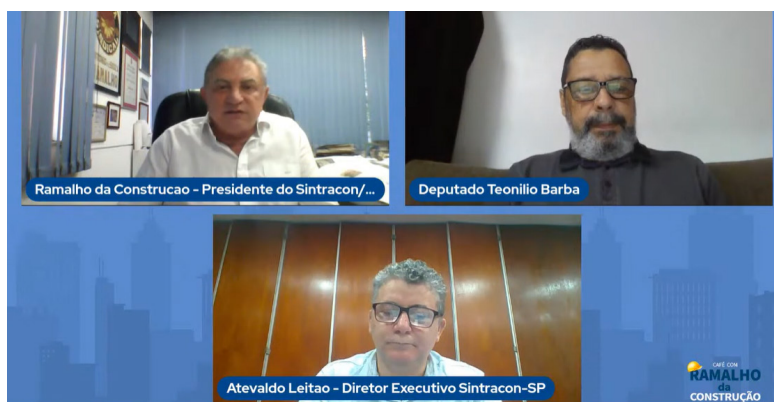 Ramalho da Construcao - Presidente do Sintracon/...
Deputado Teonilio Barba
Atevaldo Leitao - Diretor Executivo Sintracon-SP
CAFÉ COM
RAMALHO
da
CONSTRUÇÃO